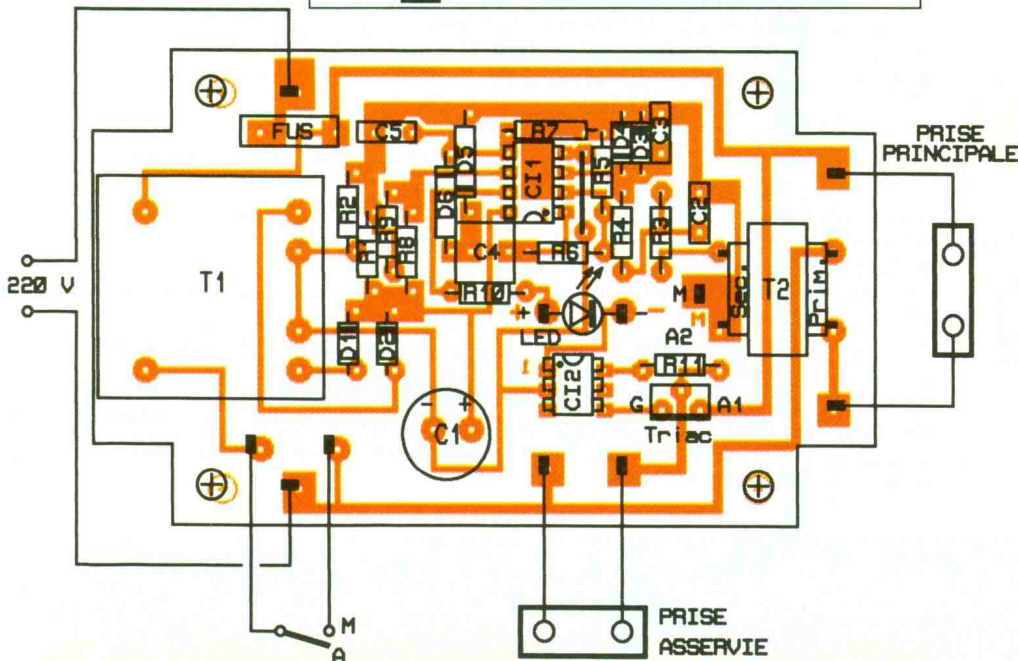 FUS
C5
R7
D5
CI1
D4
D3
C3
PRISE
PRINCIPALE
R2
R1
R9
R8
D6
R5
R4
R3
C2
C4
R6
220 V
T1
R10
+
LED
-
M
M
Sec.
T2
Prim.
D1
D2
1
CI2
A2
R11
- +
C1
G
A1
Triac
M
A
PRISE
ASSERVIE